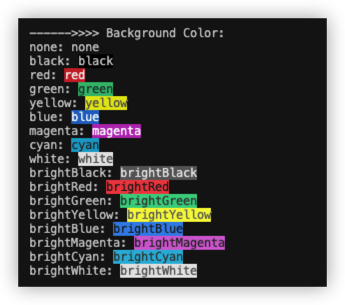 ------>>>> Background Color:
none: none
black: black
red: red
green: green
yellow: yellow
blue: blue
magenta: magenta
cyan: cyan
white: white
brightBlack: brightBlack
brightRed: brightRed
brightGreen: brightGreen
brightYellow: brightYellow
brightBlue: brightBlue
brightMagenta: brightMagenta
brightCyan: brightCyan
brightWhite: brightWhite